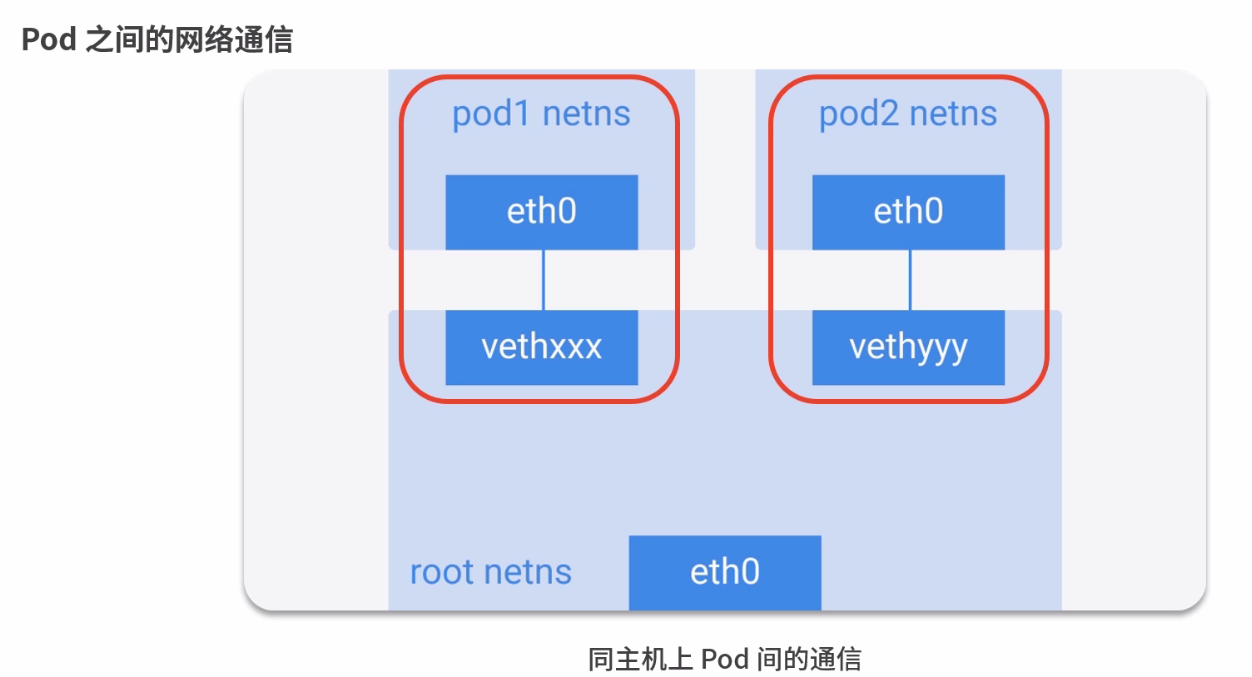 Pod 之间的网络通信
pod1 netns
pod2 netns
eth0
eth0
vethxxx
vethyyy
root netns
eth0
同主机上 Pod 间的通信